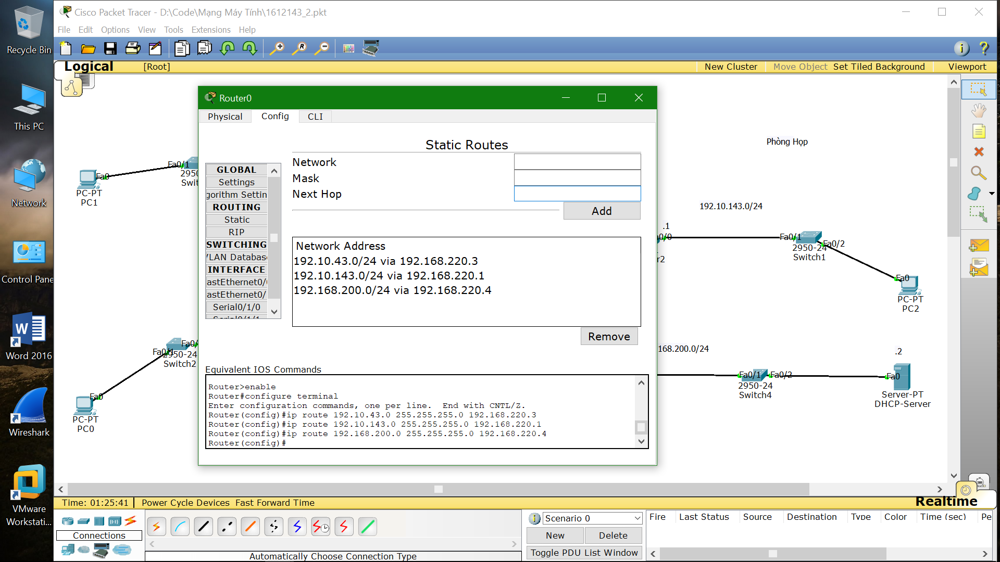 Cisco Packet Tracer - D:\Code\Mạng Máy Tính\1612143_2.pkt
File Edit Options View Tools Extensions Help
Recycle Bin
This PC
Network
Control Pane
Word 2016
Wireshark
VMware
Workstati...
Logical [Root] New Cluster Move Object Set Tiled Background Viewport
Router0
Physical Config CLI
Static Routes
Network
Mask
Next Hop
Add
GLOBAL
Settings
gorithm Settin
ROUTING
Static
RIP
SWITCHING
VLAN Databas
INTERFACE
astEthernet0/
astEthernet0/
Serial0/1/0
Serial0/1/1
Network Address
192.10.43.0/24 via 192.168.220.3
192.10.143.0/24 via 192.168.220.1
192.168.200.0/24 via 192.168.220.4
Remove
Equivalent IOS Commands
Router>enable
Router#configure terminal
Enter configuration commands, one per line. End with CNTL/Z.
Router(config)#ip route 192.10.43.0 255.255.255.0 192.168.220.3
Router(config)#ip route 192.10.143.0 255.255.255.0 192.168.220.1
Router(config)#ip route 192.168.200.0 255.255.255.0 192.168.220.4
Router(config)#
Fa0/1
2950
Swit
Fa0
PC-PT
PC1
Fa0/
Fa0/1
2950-24
Switch2
Fa0
PC-PT
PC0
Phòng Họp
192.10.143.0/24
.1
a0/0
r2
Fa0/1
Fa0/2
2950-24
Switch1
Fa0
PC-PT
PC2
168.200.0/24
.2
Fa0/1
Fa0/2
2950-24
Switch4
Fa0
Server-PT
DHCP-Server
Time: 01:25:41 Power Cycle Devices Fast Forward Time
Realtime
Connections
Automatically Choose Connection Type
Scenario 0
New
Delete
Toggle PDU List Window
Fire Last Status Source Destination Type Color Time (sec) Pe